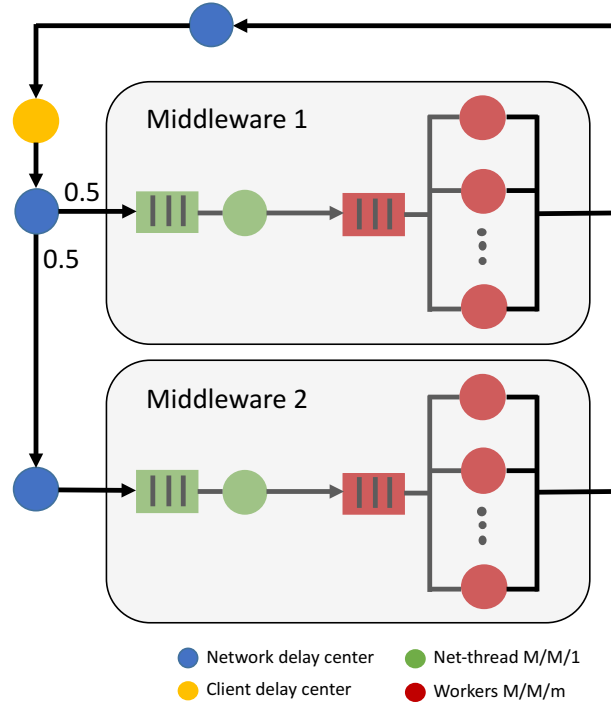 Middleware 1
0.5
0.5
Middleware 2
Network delay center
Net-thread M/M/1
Client delay center
Workers M/M/m